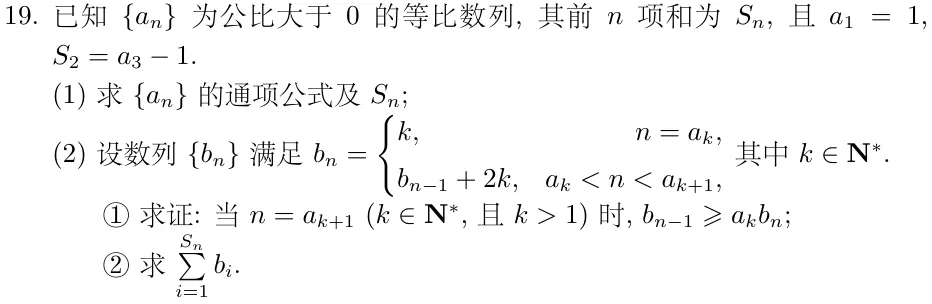 19. 已知 {aₙ} 为公比大于 0 的等比数列, 其前 n 项和为 Sₙ, 且 a₁ = 1,
S₂ = a₃ − 1.
(1) 求 {aₙ} 的通项公式及 Sₙ;
(2) 设数列 {bₙ} 满足 bₙ = { k, n = aₖ, bₙ₋₁ + 2k, aₖ < n < aₖ₊₁, 其中 k ∈ N*.
① 求证: 当 n = aₖ₊₁ (k ∈ N*, 且 k > 1) 时, bₙ₋₁ ⩾ aₖbₙ;
② 求 ∑_{i=1}^{Sₙ} bᵢ.